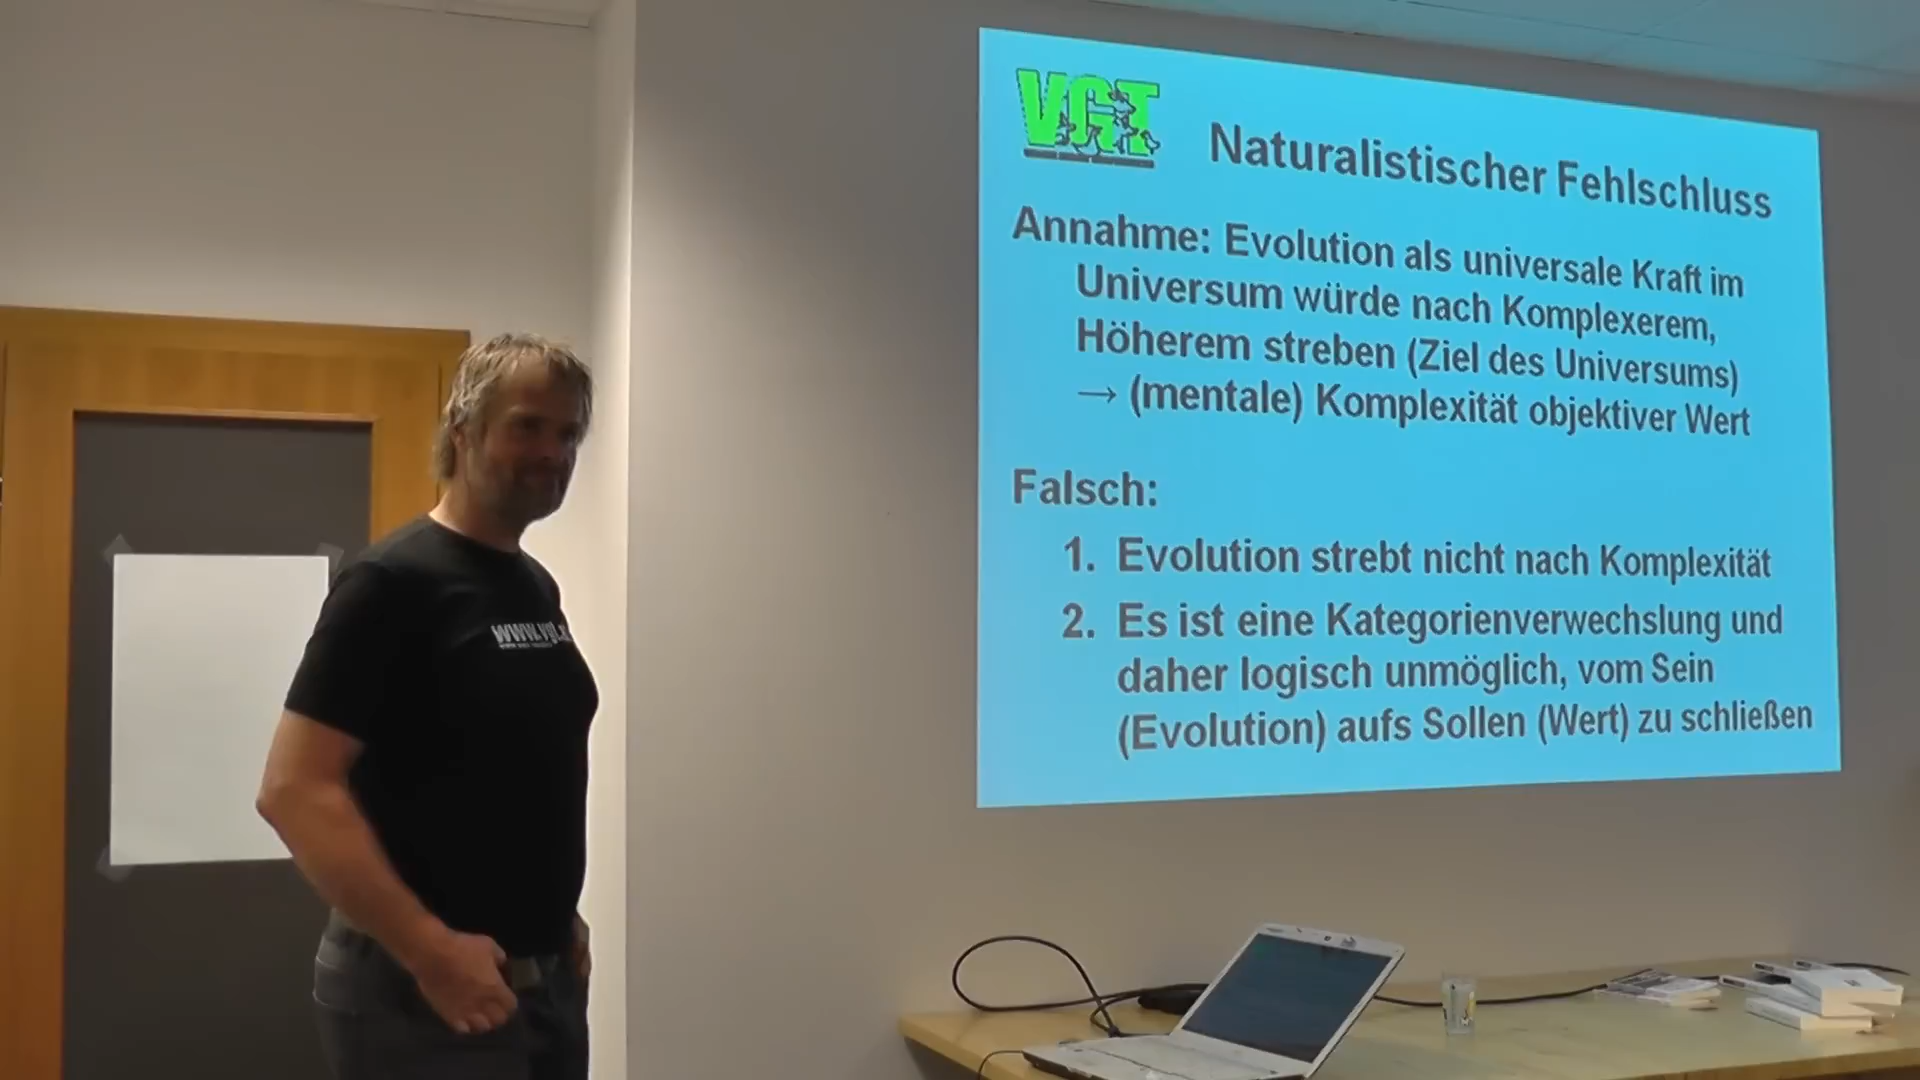 VGT
Naturalistischer Fehlschluss
Annahme: Evolution als universale Kraft im
Universum würde nach Komplexerem,
Höherem streben (Ziel des Universums)
→ (mentale) Komplexität objektiver Wert
Falsch:
1. Evolution strebt nicht nach Komplexität
2. Es ist eine Kategorienverwechslung und
daher logisch unmöglich, vom Sein
(Evolution) aufs Sollen (Wert) zu schließen
www.vgt.